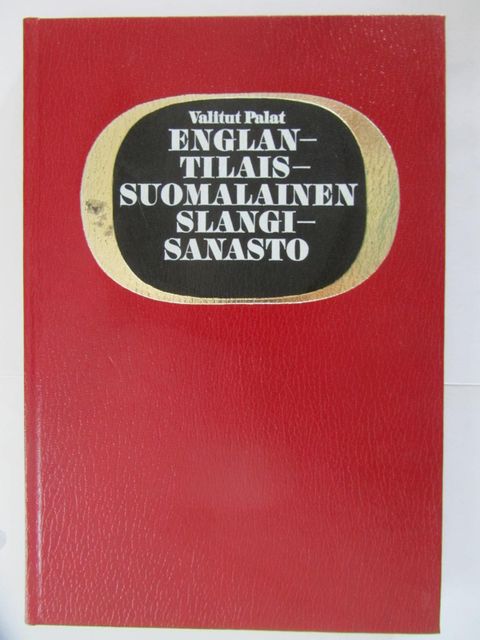 Valitut Palat
ENGLAN–
TILAIS–
SUOMALAINEN
SLANGI–
SANASTO